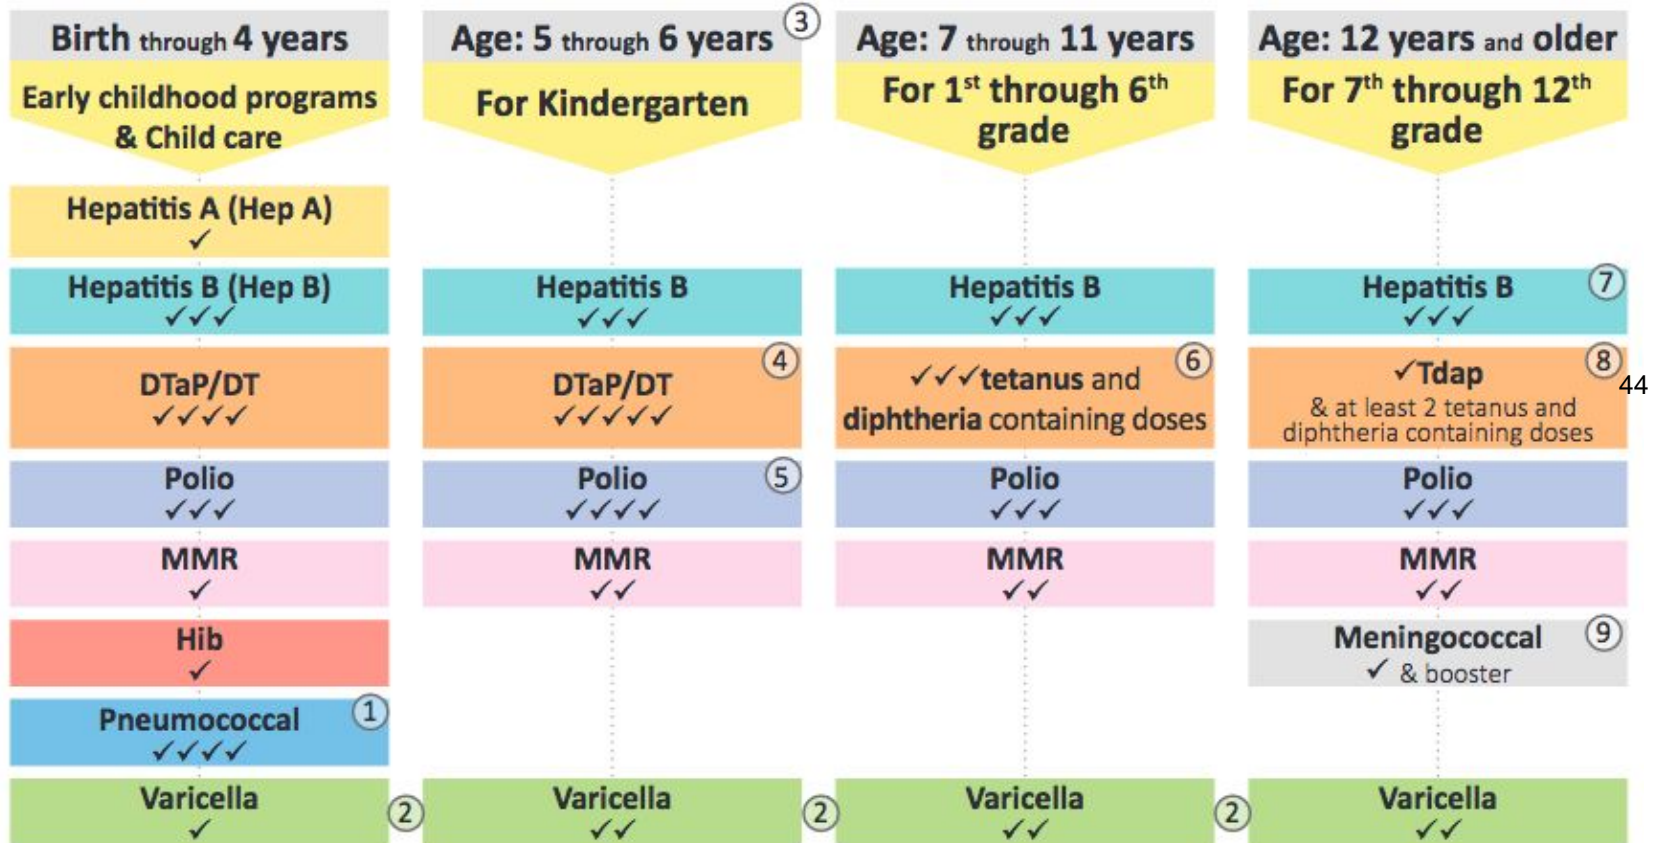 Birth through 4 years
Early childhood programs
& Child care
Hepatitis A (Hep A)
✓
Hepatitis B (Hep B)
✓✓✓
DTaP/DT
✓✓✓✓
Polio
✓✓✓
MMR
✓
Hib
✓
Pneumococcal ①
✓✓✓✓
Varicella ②
✓
Age: 5 through 6 years ③
For Kindergarten
Hepatitis B
✓✓✓
DTaP/DT ④
✓✓✓✓✓
Polio ⑤
✓✓✓✓
MMR
✓✓
Varicella ②
✓✓
Age: 7 through 11 years
For 1st through 6th
grade
Hepatitis B
✓✓✓
✓✓✓tetanus and ⑥
diphtheria containing doses
Polio
✓✓✓
MMR
✓✓
Varicella ②
✓✓
Age: 12 years and older
For 7th through 12th
grade
Hepatitis B ⑦
✓✓✓
✓Tdap ⑧
& at least 2 tetanus and
diphtheria containing doses
Polio
✓✓✓
MMR
✓✓
Meningococcal ⑨
✓ & booster
Varicella
✓✓
44